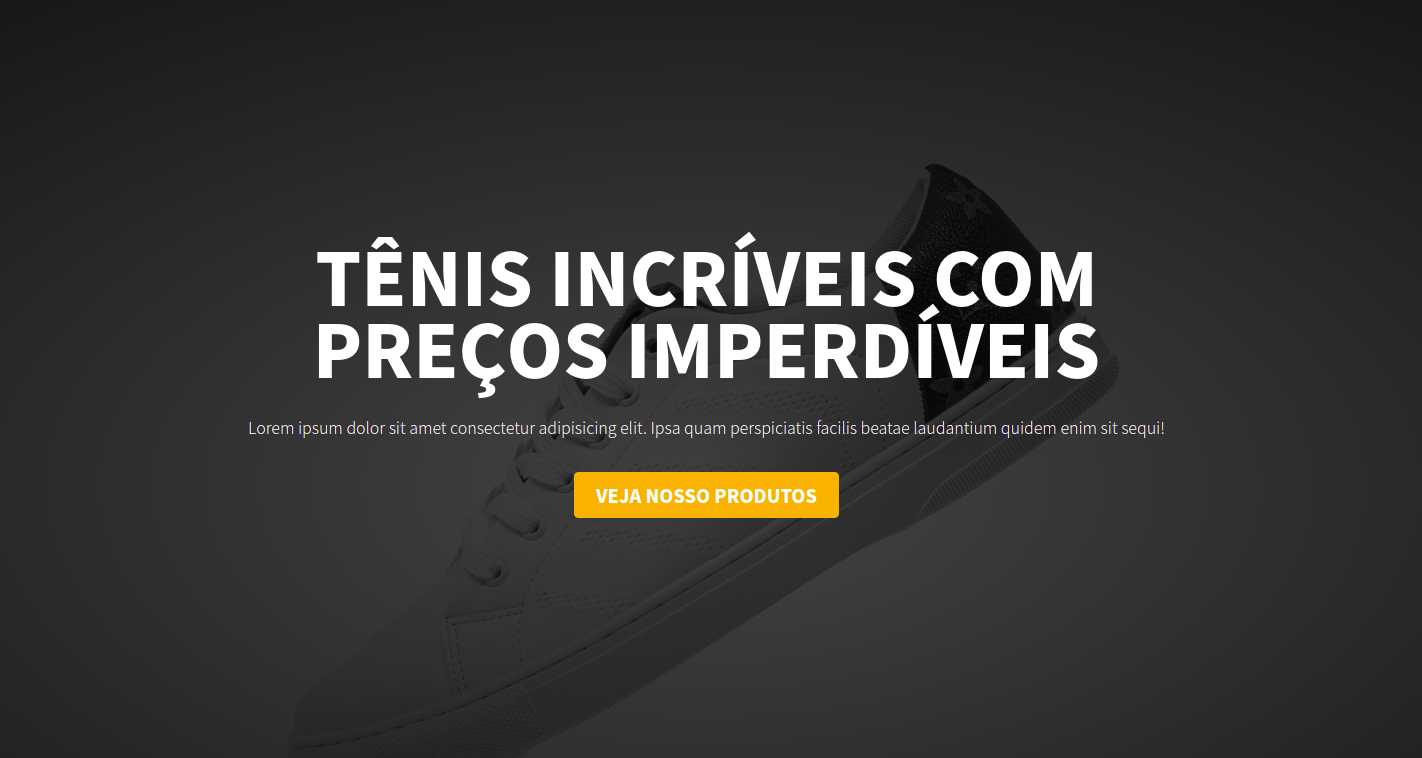 TÊNIS INCRÍVEIS COM
PREÇOS IMPERDÍVEIS
Lorem ipsum dolor sit amet consectetur adipisicing elit. Ipsa quam perspiciatis facilis beatae laudantium quidem enim sit sequi!
VEJA NOSSO PRODUTOS